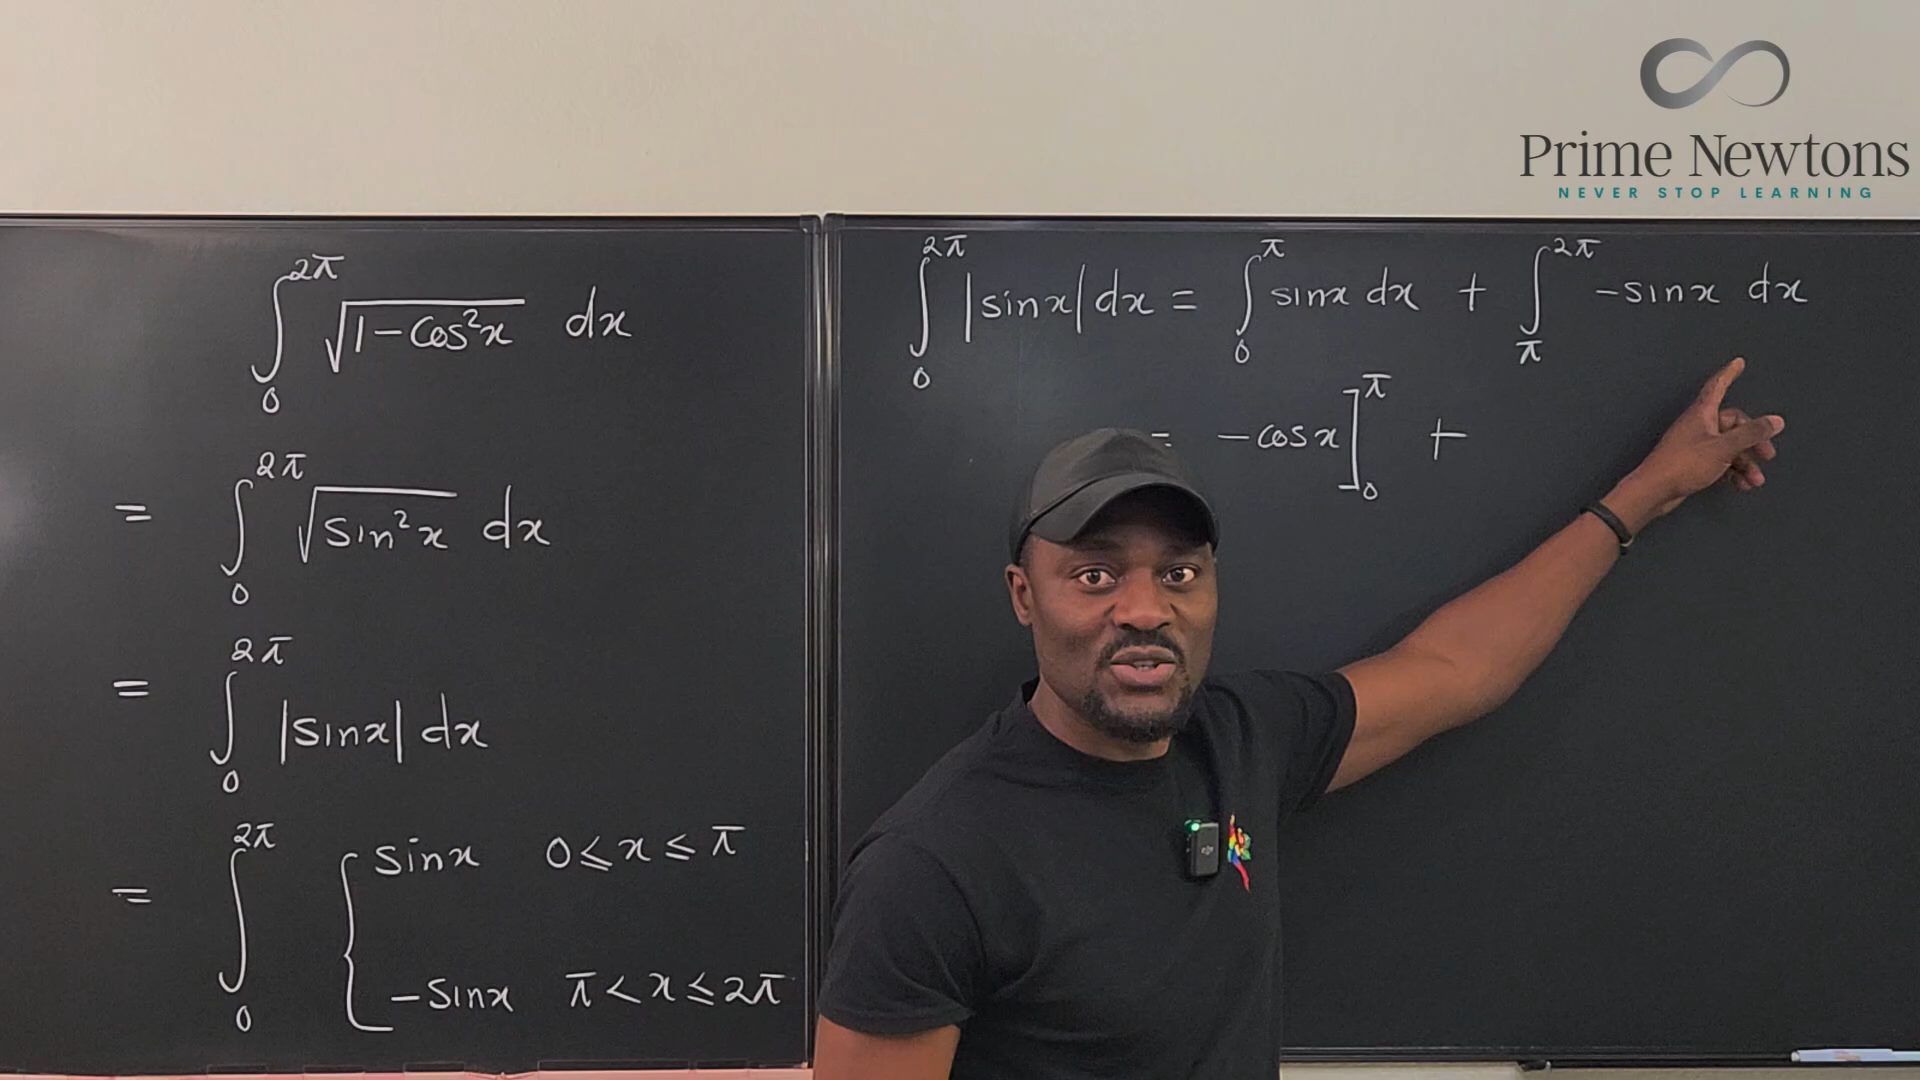 Prime Newtons
NEVER STOP LEARNING
∫₀^2π √(1-cos²x) dx
= ∫₀^2π √(sin²x) dx
= ∫₀^2π |sinx| dx
= ∫₀^2π { sinx 0≤x≤π
-sinx π<x≤2π
∫₀^2π |sinx| dx = ∫₀^π sinx dx + ∫_π^2π -sinx dx
= -cosx]₀^π +